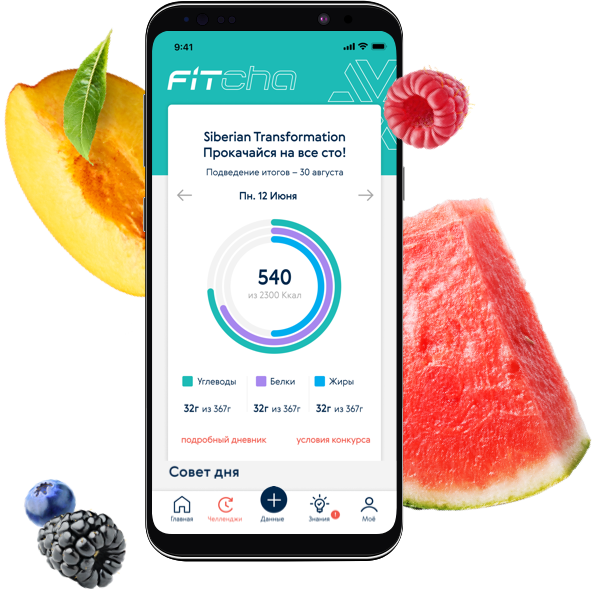 9:41
FITcha
Siberian Transformation
Прокачайся на все сто!
Подведение итогов – 30 августа
Пн. 12 Июня
540
из 2300 Ккал
Углеводы Белки Жиры
32г из 367г 32г из 367г 32г из 367г
подробный дневник условия конкурса
Совет дня
Главная Челленджи Данные Знания ! Моё